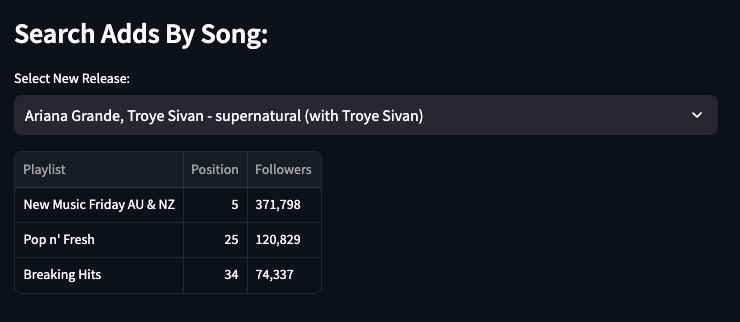 Search Adds By Song:
Select New Release:
Ariana Grande, Troye Sivan - supernatural (with Troye Sivan)
Playlist Position Followers
New Music Friday AU & NZ 5 371,798
Pop n' Fresh 25 120,829
Breaking Hits 34 74,337